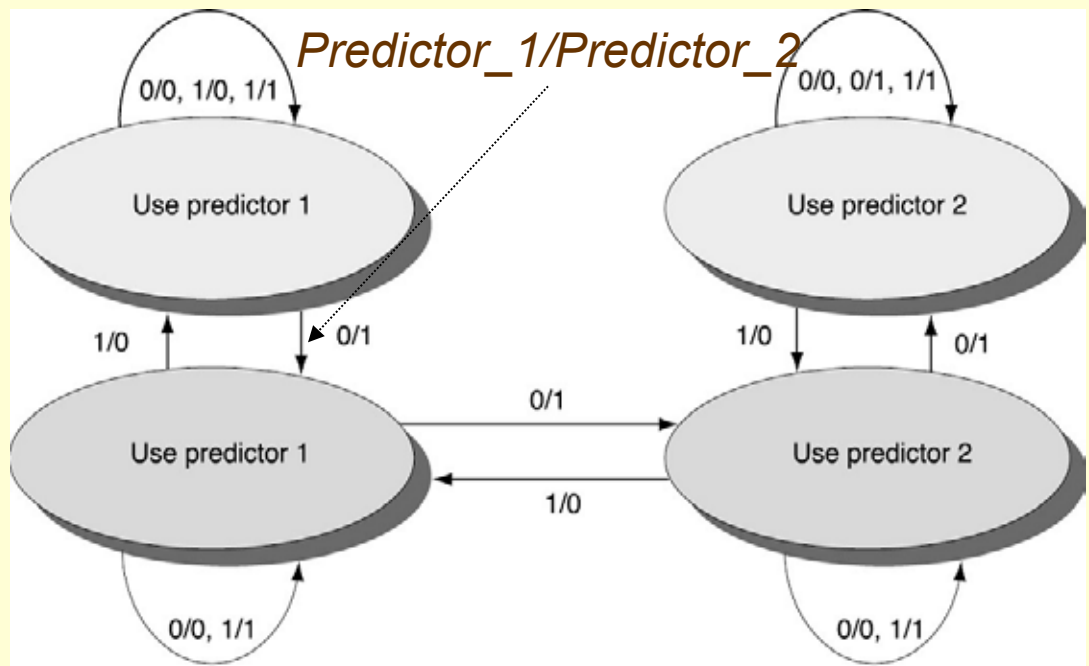 Predictor_1/Predictor_2
0/0, 1/0, 1/1
0/0, 0/1, 1/1
Use predictor 1
Use predictor 2
1/0
0/1
1/0
0/1
0/1
Use predictor 1
Use predictor 2
1/0
0/0, 1/1
0/0, 1/1